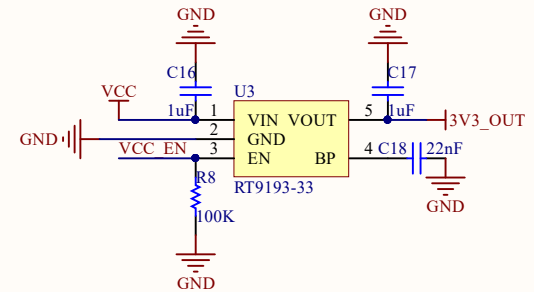 GND
GND
C16
C17
VCC
U3
1uF
1
VIN
VOUT
5
1uF
3V3_OUT
GND
2
GND
VCC_EN
3
EN
BP
4
C18
22nF
R8
RT9193-33
GND
100K
GND